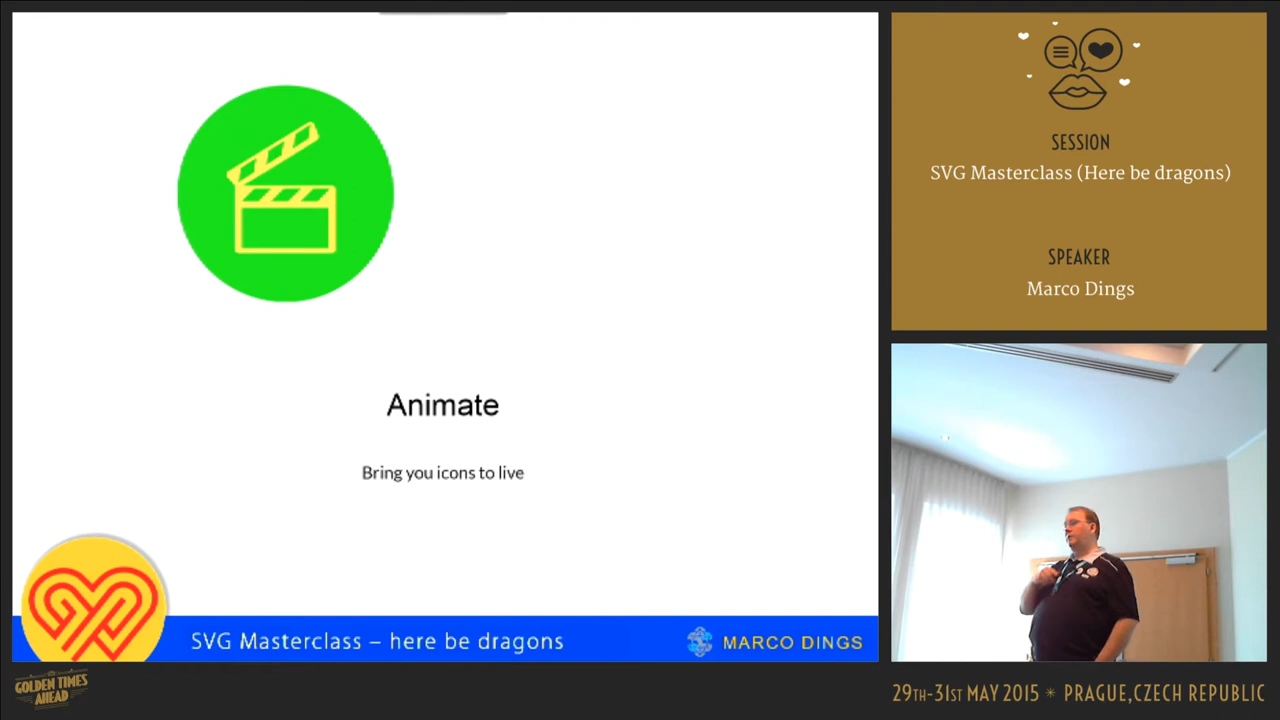 Animate
Bring you icons to live
SVG Masterclass – here be dragons
MARCO DINGS
SESSION
SVG Masterclass (Here be dragons)
SPEAKER
Marco Dings
GOLDEN TIMES
AHEAD
29TH-31ST MAY 2015 * PRAGUE,CZECH REPUBLIC